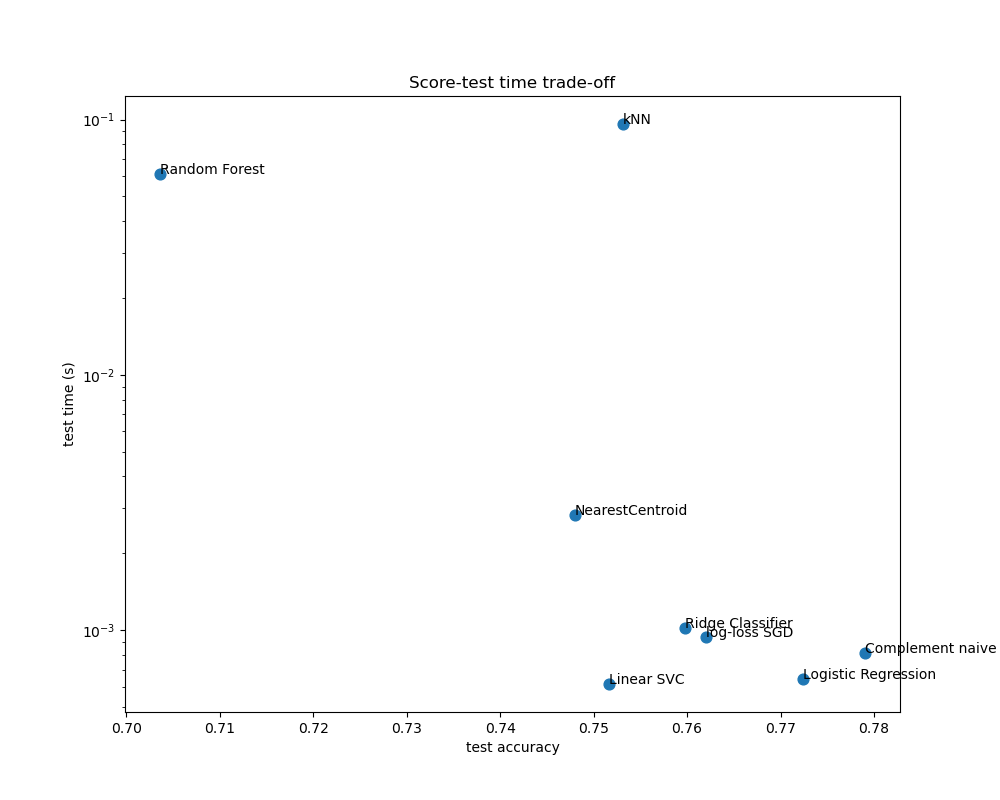 Score-test time trade-off
10⁻¹
kNN
Random Forest
10⁻²
test time (s)
NearestCentroid
10⁻³
Ridge Classifier
log-loss SGD
Complement naive
Logistic Regression
Linear SVC
0.70 0.71 0.72 0.73 0.74 0.75 0.76 0.77 0.78
test accuracy